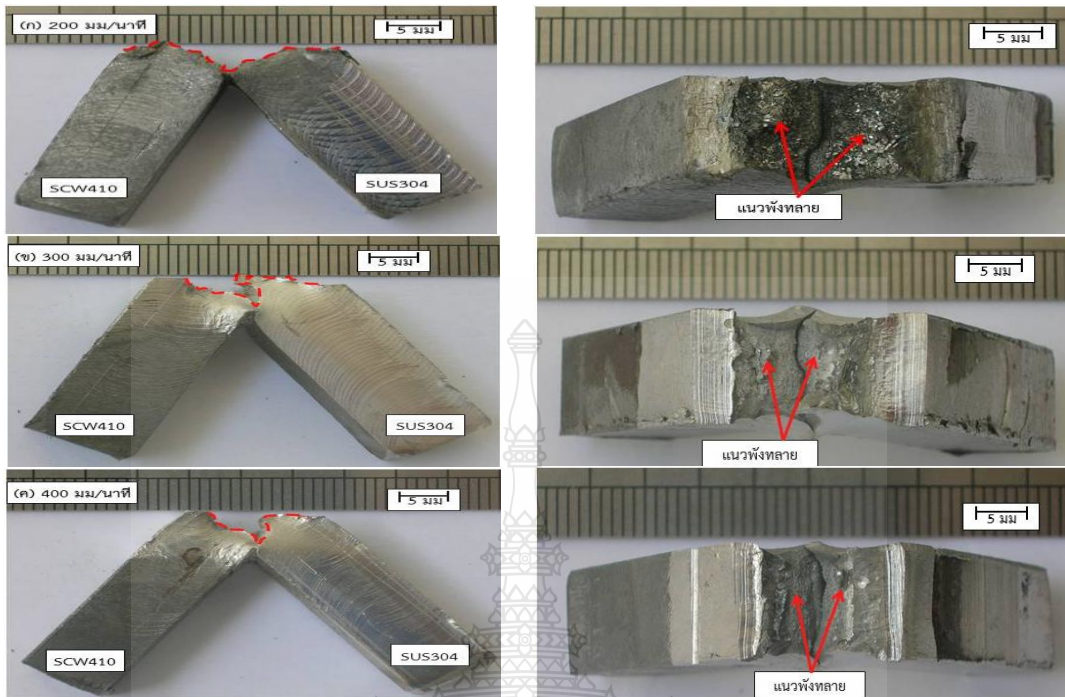 (ก) 200 มม/นาที
5 มม
SCW410
SUS304
5 มม
แนวพังทลาย
(ข) 300 มม/นาที
5 มม
SCW410
SUS304
5 มม
แนวพังทลาย
(ค) 400 มม/นาที
5 มม
SCW410
SUS304
5 มม
แนวพังทลาย